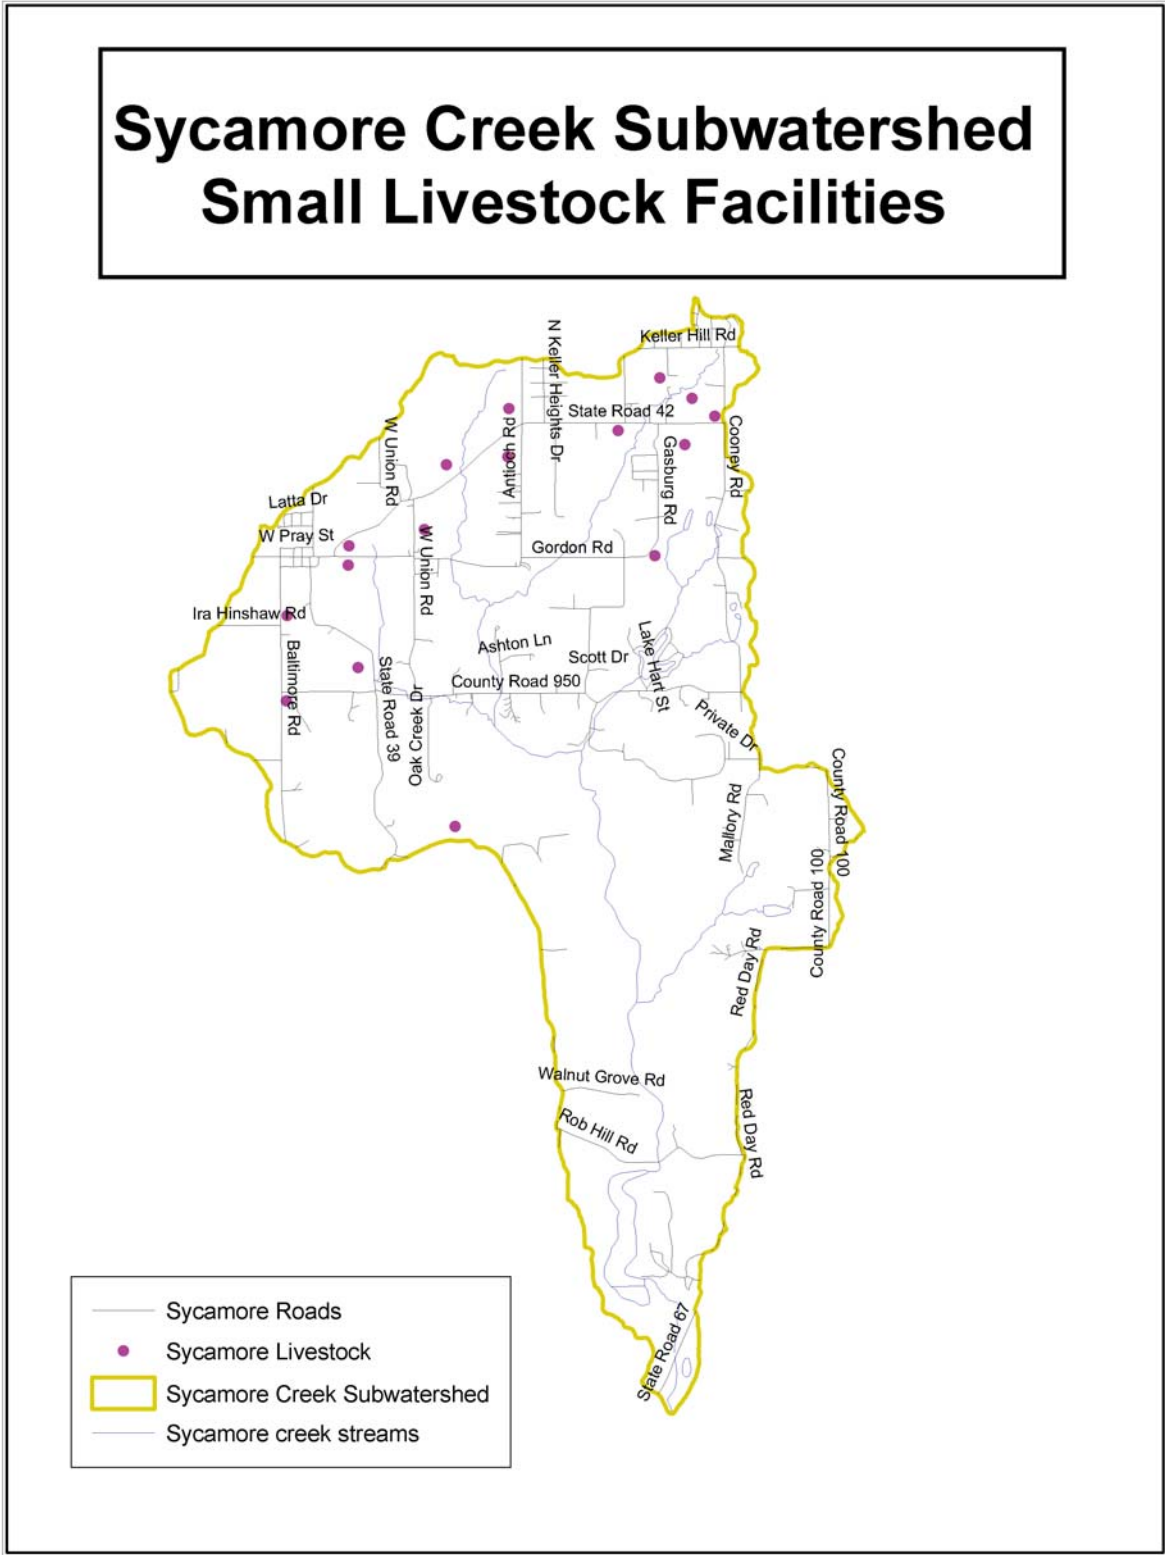 Sycamore Creek Subwatershed
Small Livestock Facilities
Keller Hill Rd
N Keller Heights Dr
State Road 42
W Union Rd
Antioch Rd
Cooney Rd
Gasburg Rd
Latta Dr
W Pray St
Gordon Rd
W Union Rd
Ira Hinshaw Rd
Ashton Ln
Scott Dr
Lake Hart St
Baltimore Rd
State Road 39
County Road 950
Oak Creek Dr
Private Dr
County Road 100
Mallory Rd
County Road 100
Red Day Rd
Walnut Grove Rd
Rob Hill Rd
Red Day Rd
State Road 67
Sycamore Roads
Sycamore Livestock
Sycamore Creek Subwatershed
Sycamore creek streams